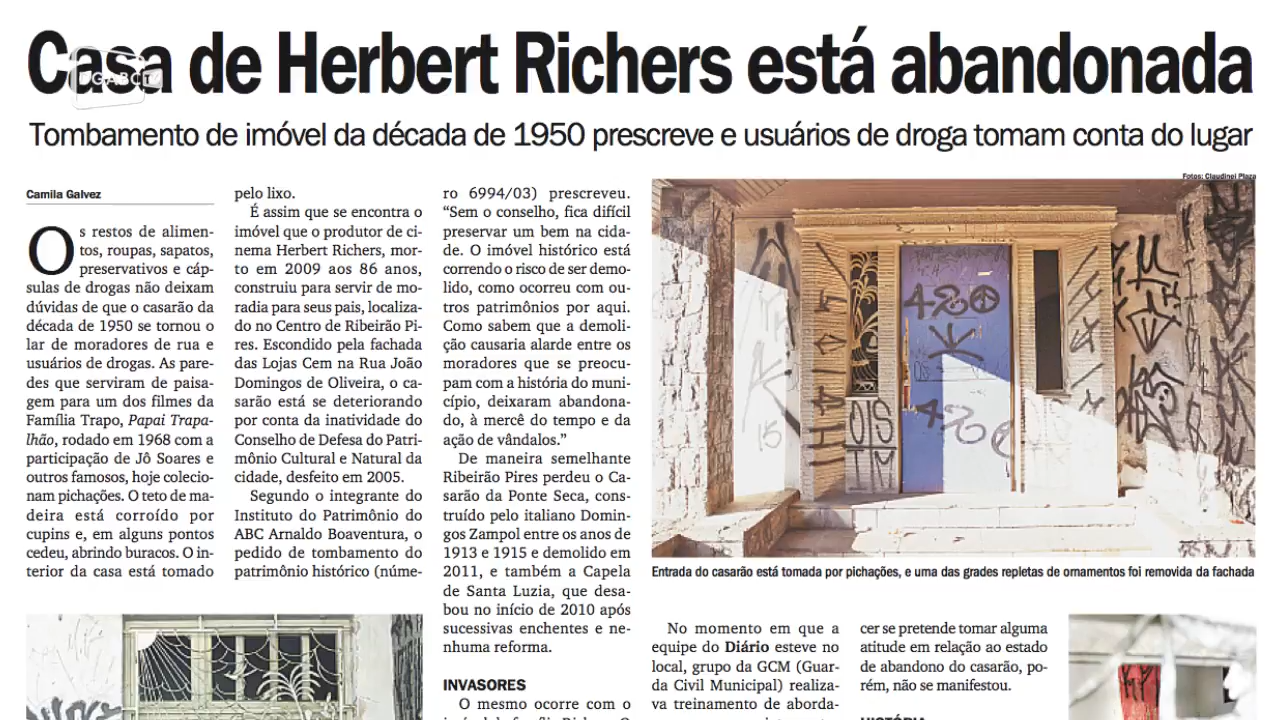 Casa de Herbert Richers está abandonada
DGABCTV
Tombamento de imóvel da década de 1950 prescreve e usuários de droga tomam conta do lugar
Camila Galvez
Os restos de alimen-
tos, roupas, sapatos,
preservativos e cáp-
sulas de drogas não deixam
dúvidas de que o casarão da
década de 1950 se tornou o
lar de moradores de rua e
usuários de drogas. As pare-
des que serviram de paisa-
gem para um dos filmes da
Família Trapo, Papai Trapa-
lhão, rodado em 1968 com a
participação de Jô Soares e
outros famosos, hoje colecio-
nam pichações. O teto de ma-
deira está corroído por
cupins e, em alguns pontos
cedeu, abrindo buracos. O in-
terior da casa está tomado
pelo lixo.
É assim que se encontra o
imóvel que o produtor de ci-
nema Herbert Richers, mor-
to em 2009 aos 86 anos,
construiu para servir de mo-
radia para seus pais, localiza-
do no Centro de Ribeirão Pi-
res. Escondido pela fachada
das Lojas Cem na Rua João
Domingos de Oliveira, o ca-
sarão está se deteriorando
por conta da inatividade do
Conselho de Defesa do Patri-
mônio Cultural e Natural da
cidade, desfeito em 2005.
Segundo o integrante do
Instituto do Patrimônio do
ABC Arnaldo Boaventura, o
pedido de tombamento do
patrimônio histórico (núme-
ro 6994/03) prescreveu.
“Sem o conselho, fica difícil
preservar um bem na cida-
de. O imóvel histórico está
correndo o risco de ser demo-
lido, como ocorreu com ou-
tros patrimônios por aqui.
Como sabem que a demoli-
ção causaria alarde entre os
moradores que se preocu-
pam com a história do muni-
cípio, deixaram abandona-
do, à mercê do tempo e da
ação de vândalos.”
De maneira semelhante
Ribeirão Pires perdeu o Ca-
sarão da Ponte Seca, cons-
truído pelo italiano Domin-
gos Zampol entre os anos de
1913 e 1915 e demolido em
2011, e também a Capela
de Santa Luzia, que desa-
bou no início de 2010 após
sucessivas enchentes e ne-
nhuma reforma.
INVASORES
O mesmo ocorre com o
Fotos: Claudinei Plaza
420
420
15
Entrada do casarão está tomada por pichações, e uma das grades repletas de ornamentos foi removida da fachada
No momento em que a
equipe do Diário esteve no
local, grupo da GCM (Guar-
da Civil Municipal) realiza-
va treinamento de aborda-
cer se pretende tomar alguma
atitude em relação ao estado
de abandono do casarão, po-
rém, não se manifestou.
HISTÓRIA